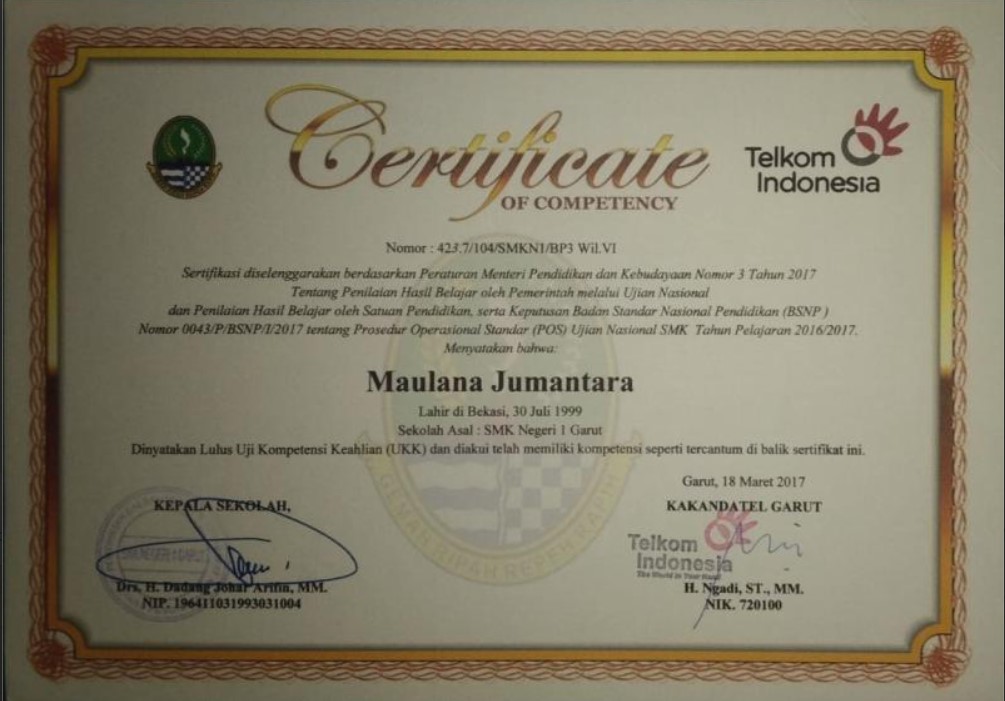 Certificate
OF COMPETENCY
Telkom
Indonesia
Nomor : 423.7/104/SMKN1/BP3 Wil.VI
Sertifikasi diselenggarakan berdasarkan Peraturan Menteri Pendidikan dan Kebudayaan Nomor 3 Tahun 2017
Tentang Penilaian Hasil Belajar oleh Pemerintah melalui Ujian Nasional
dan Penilaian Hasil Belajar oleh Satuan Pendidikan, serta Keputusan Badan Standar Nasional Pendidikan (BSNP )
Nomor 0043/P/BSNP/I/2017 tentang Prosedur Operasional Standar (POS) Ujian Nasional SMK Tahun Pelajaran 2016/2017.
Menyatakan bahwa:
Maulana Jumantara
Lahir di Bekasi, 30 Juli 1999
Sekolah Asal : SMK Negeri 1 Garut
Dinyatakan Lulus Uji Kompetensi Keahlian (UKK) dan diakui telah memiliki kompetensi seperti tercantum di balik sertifikat ini.
GEMAH RIPAH REPEH RAPIH
Garut, 18 Maret 2017
KEPALA SEKOLAH,
KAKANDATEL GARUT
Telkom
Indonesia
The World in Your Hand
Drs. H. Dadang Johar Arifin, MM.
NIP. 196411031993031004
H. Ngadi, ST., MM.
NIK. 720100